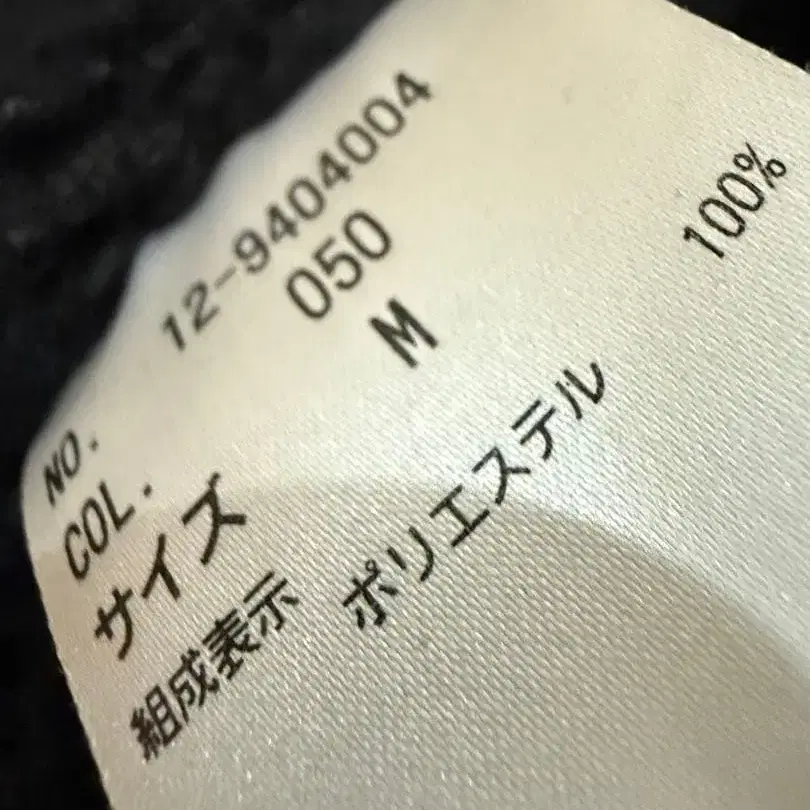 NO. 12-9404004
COL. 050
サイズ M
組成表示 ポリエステル 100%